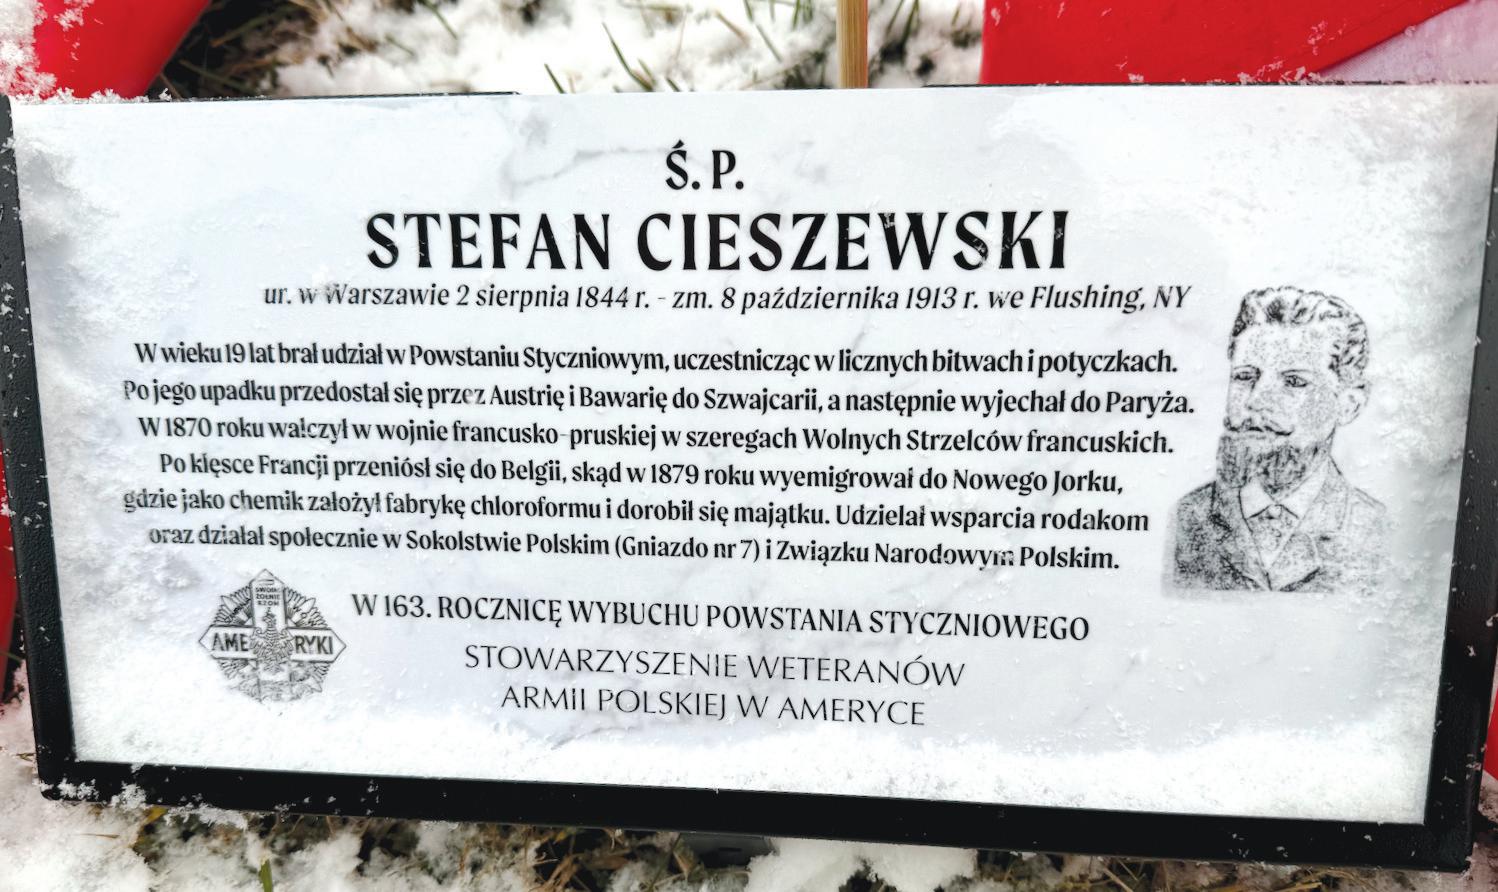 Ś. P.
STEFAN CIESZEWSKI
ur. w Warszawie 2 sierpnia 1844 r. - zm. 8 października 1913 r. we Flushing, NY
W wieku 19 lat brał udział w Powstaniu Styczniowym, uczestnicząc w licznych bitwach i potyczkach.
Po jego upadku przedostał się przez Austrię i Bawarię do Szwajcarii, a następnie wyjechał do Paryża.
W 1870 roku walczył w wojnie francusko-pruskiej w szeregach Wolnych Strzelców francuskich.
Po klęsce Francji przeniósł się do Belgii, skąd w 1879 roku wyemigrował do Nowego Jorku,
gdzie jako chemik założył fabrykę chloroformu i dorobił się majątku. Udzielał wsparcia rodakom
oraz działał społecznie w Sokolstwie Polskim (Gniazdo nr 7) i Związku Narodowym Polskim.
W 163. ROCZNICĘ WYBUCHU POWSTANIA STYCZNIOWEGO
STOWARZYSZENIE WETERANÓW
ARMII POLSKIEJ W AMERYCE
AMERYKI